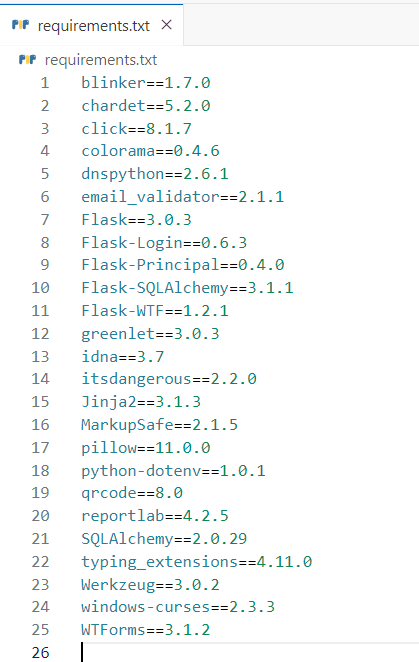 requirements.txt
requirements.txt
1 blinker==1.7.0
2 chardet==5.2.0
3 click==8.1.7
4 colorama==0.4.6
5 dnspython==2.6.1
6 email_validator==2.1.1
7 Flask==3.0.3
8 Flask-Login==0.6.3
9 Flask-Principal==0.4.0
10 Flask-SQLAlchemy==3.1.1
11 Flask-WTF==1.2.1
12 greenlet==3.0.3
13 idna==3.7
14 itsdangerous==2.2.0
15 Jinja2==3.1.3
16 MarkupSafe==2.1.5
17 pillow==11.0.0
18 python-dotenv==1.0.1
19 qrcode==8.0
20 reportlab==4.2.5
21 SQLAlchemy==2.0.29
22 typing_extensions==4.11.0
23 Werkzeug==3.0.2
24 windows-curses==2.3.3
25 WTForms==3.1.2
26